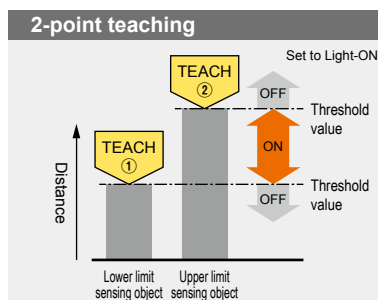 2-point teaching
Set to Light-ON
TEACH
②
OFF
Threshold
value
TEACH
①
ON
Threshold
value
OFF
Distance
Lower limit
sensing object
Upper limit
sensing object